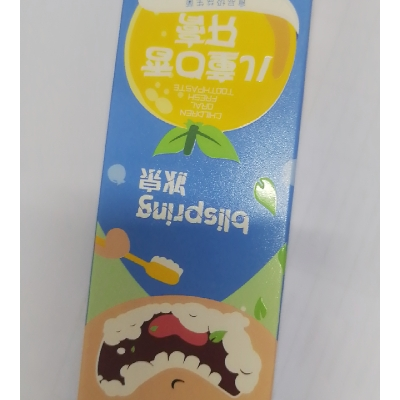 blispring
冰泉
CHILDREN
ORAL
FRESH &
TOOTHPASTE
儿童口香
牙膏